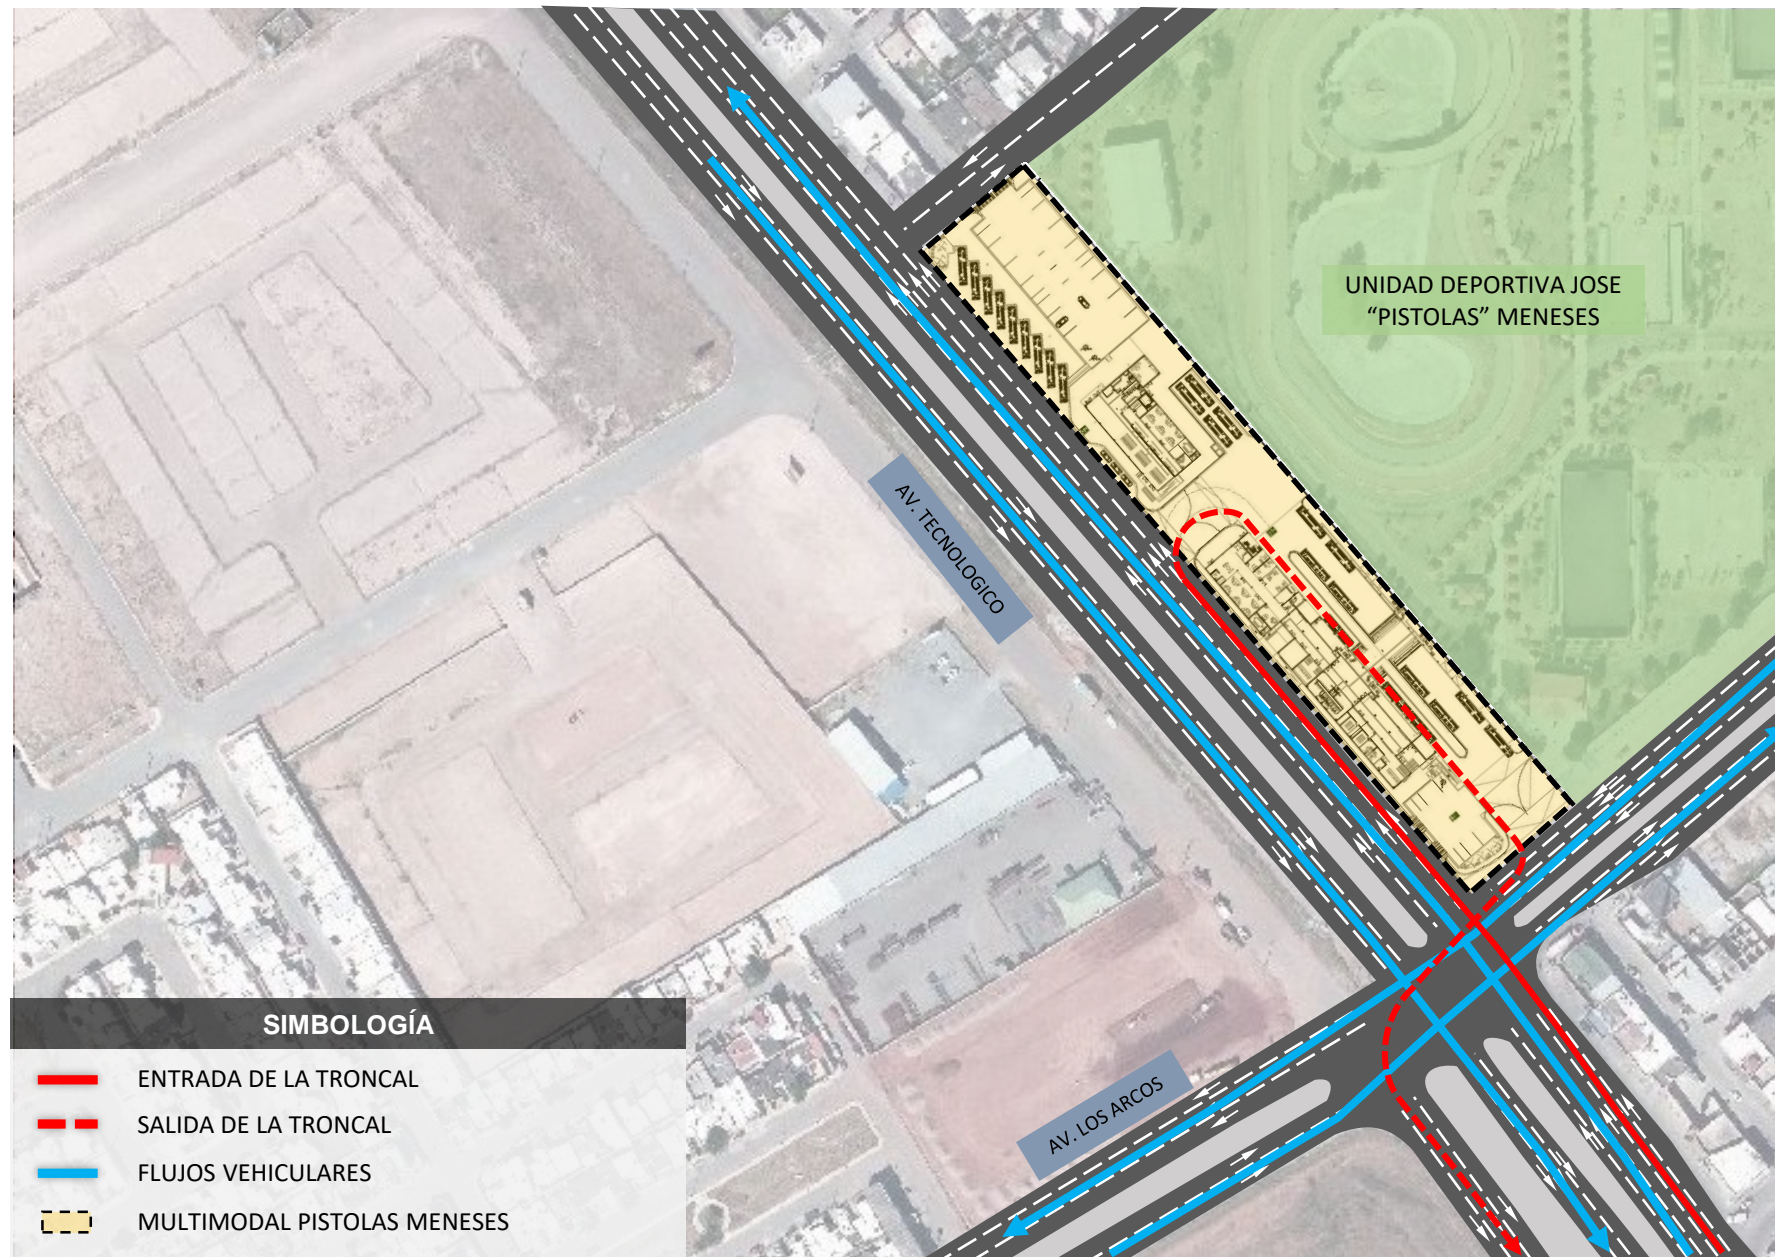 UNIDAD DEPORTIVA JOSE
“PISTOLAS” MENESES
AV. TECNOLOGICO
AV. LOS ARCOS
SIMBOLOGÍA
ENTRADA DE LA TRONCAL
SALIDA DE LA TRONCAL
FLUJOS VEHICULARES
MULTIMODAL PISTOLAS MENESES